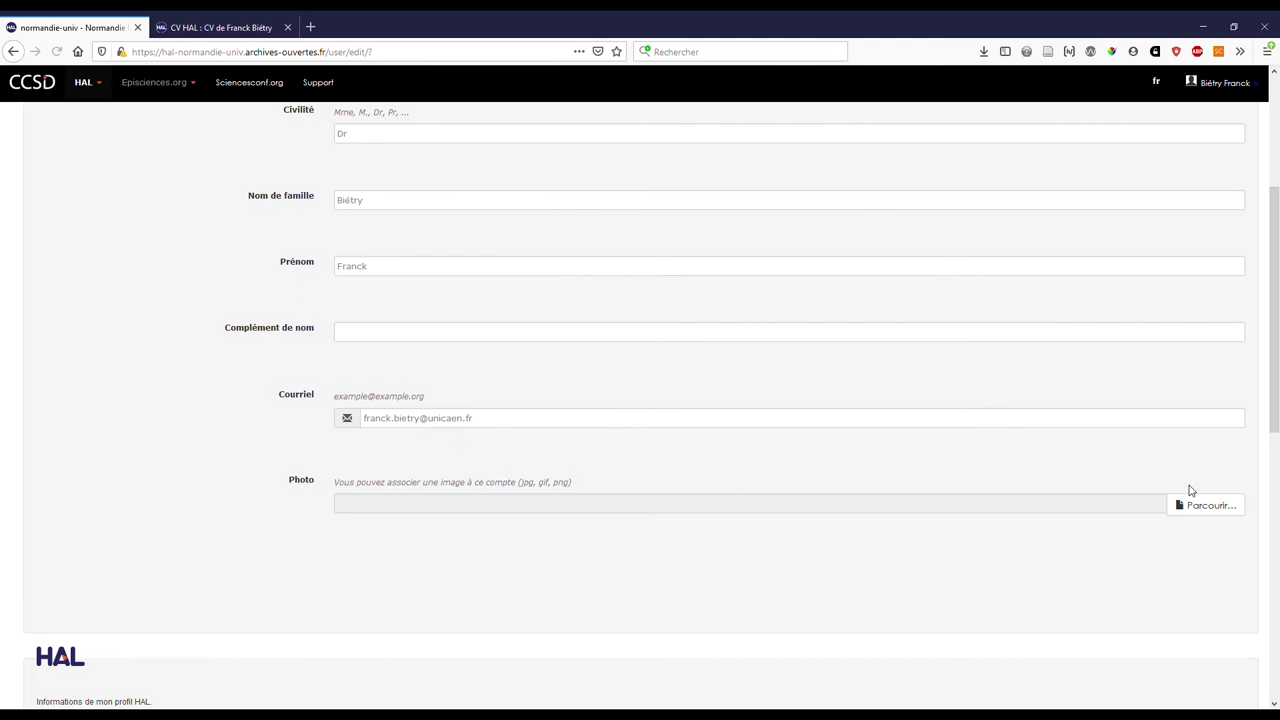 normandie-univ - Normandie
CV HAL : CV de Franck Biétry
https://hal-normandie-univ.archives-ouvertes.fr/user/edit/?
Rechercher
CCSD
HAL
Episciences.org
Sciencesconf.org
Support
fr
Biétry Franck
Civilité
Mme, M., Dr, Pr, ...
Dr
Nom de famille
Biétry
Prénom
Franck
Complément de nom
Courriel
example@example.org
franck.bietry@unicaen.fr
Photo
Vous pouvez associer une image à ce compte (jpg, gif, png)
Parcourir...
HAL
Informations de mon profil HAL.